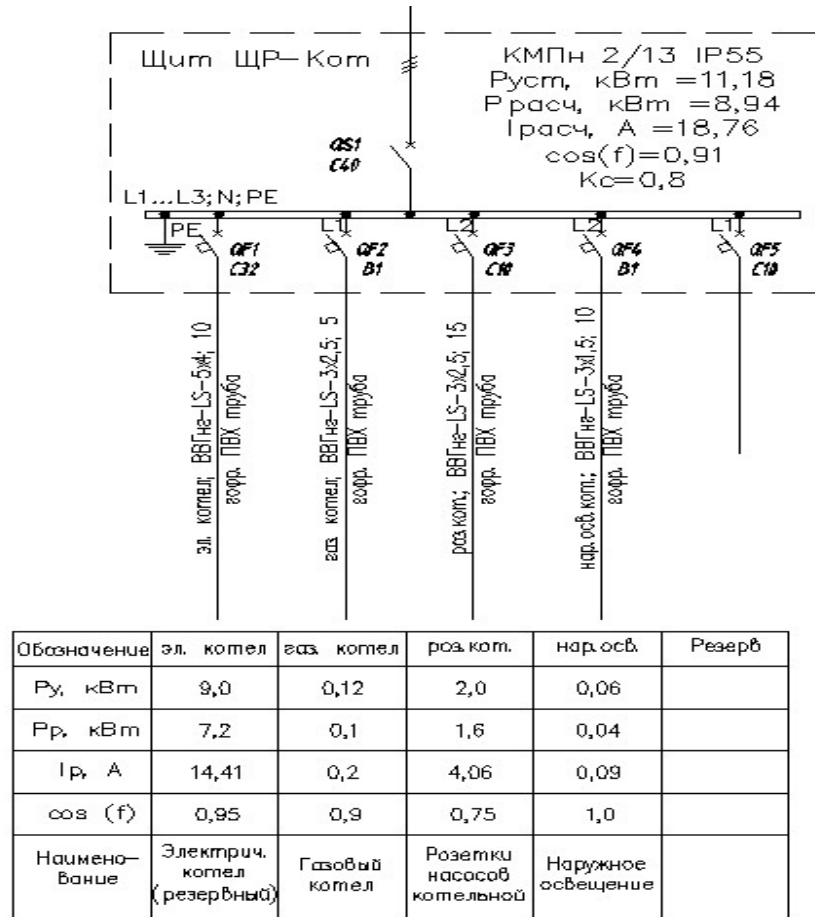 Щит ЩР-Кот
КМПн 2/13 IP55
Руст, кВт =11,18
Р расч, кВт =8,94
I расч, А =18,76
cos(f)=0,91
Кс=0,8
QS1
C40
L1...L3; N; PE
PE
QF1
C32
L1
QF2
B1
L2
QF3
C10
L2
QF4
B1
L1
QF5
C10
эл. котел; ВВГнг-LS-5х4; 10
гофр. ПВХ труба
газ. котел; ВВГнг-LS-3х2,5; 5
гофр. ПВХ труба
роз.кот.; ВВГнг-LS-3х2,5; 15
гофр. ПВХ труба
нар.осв.кот.; ВВГнг-LS-3х1,5; 10
гофр. ПВХ труба
Обозначение эл. котел газ. котел роз.кот. нар.осв. Резерв
Ру, кВт 9,0 0,12 2,0 0,06
Рр, кВт 7,2 0,1 1,6 0,04
Iр, А 14,41 0,2 4,06 0,09
cos (f) 0,95 0,9 0,75 1,0
Наимено-
вание
Электрич.
котел
(резервный)
Газовый
котел
Розетки
насосов
котельной
Наружное
освещение